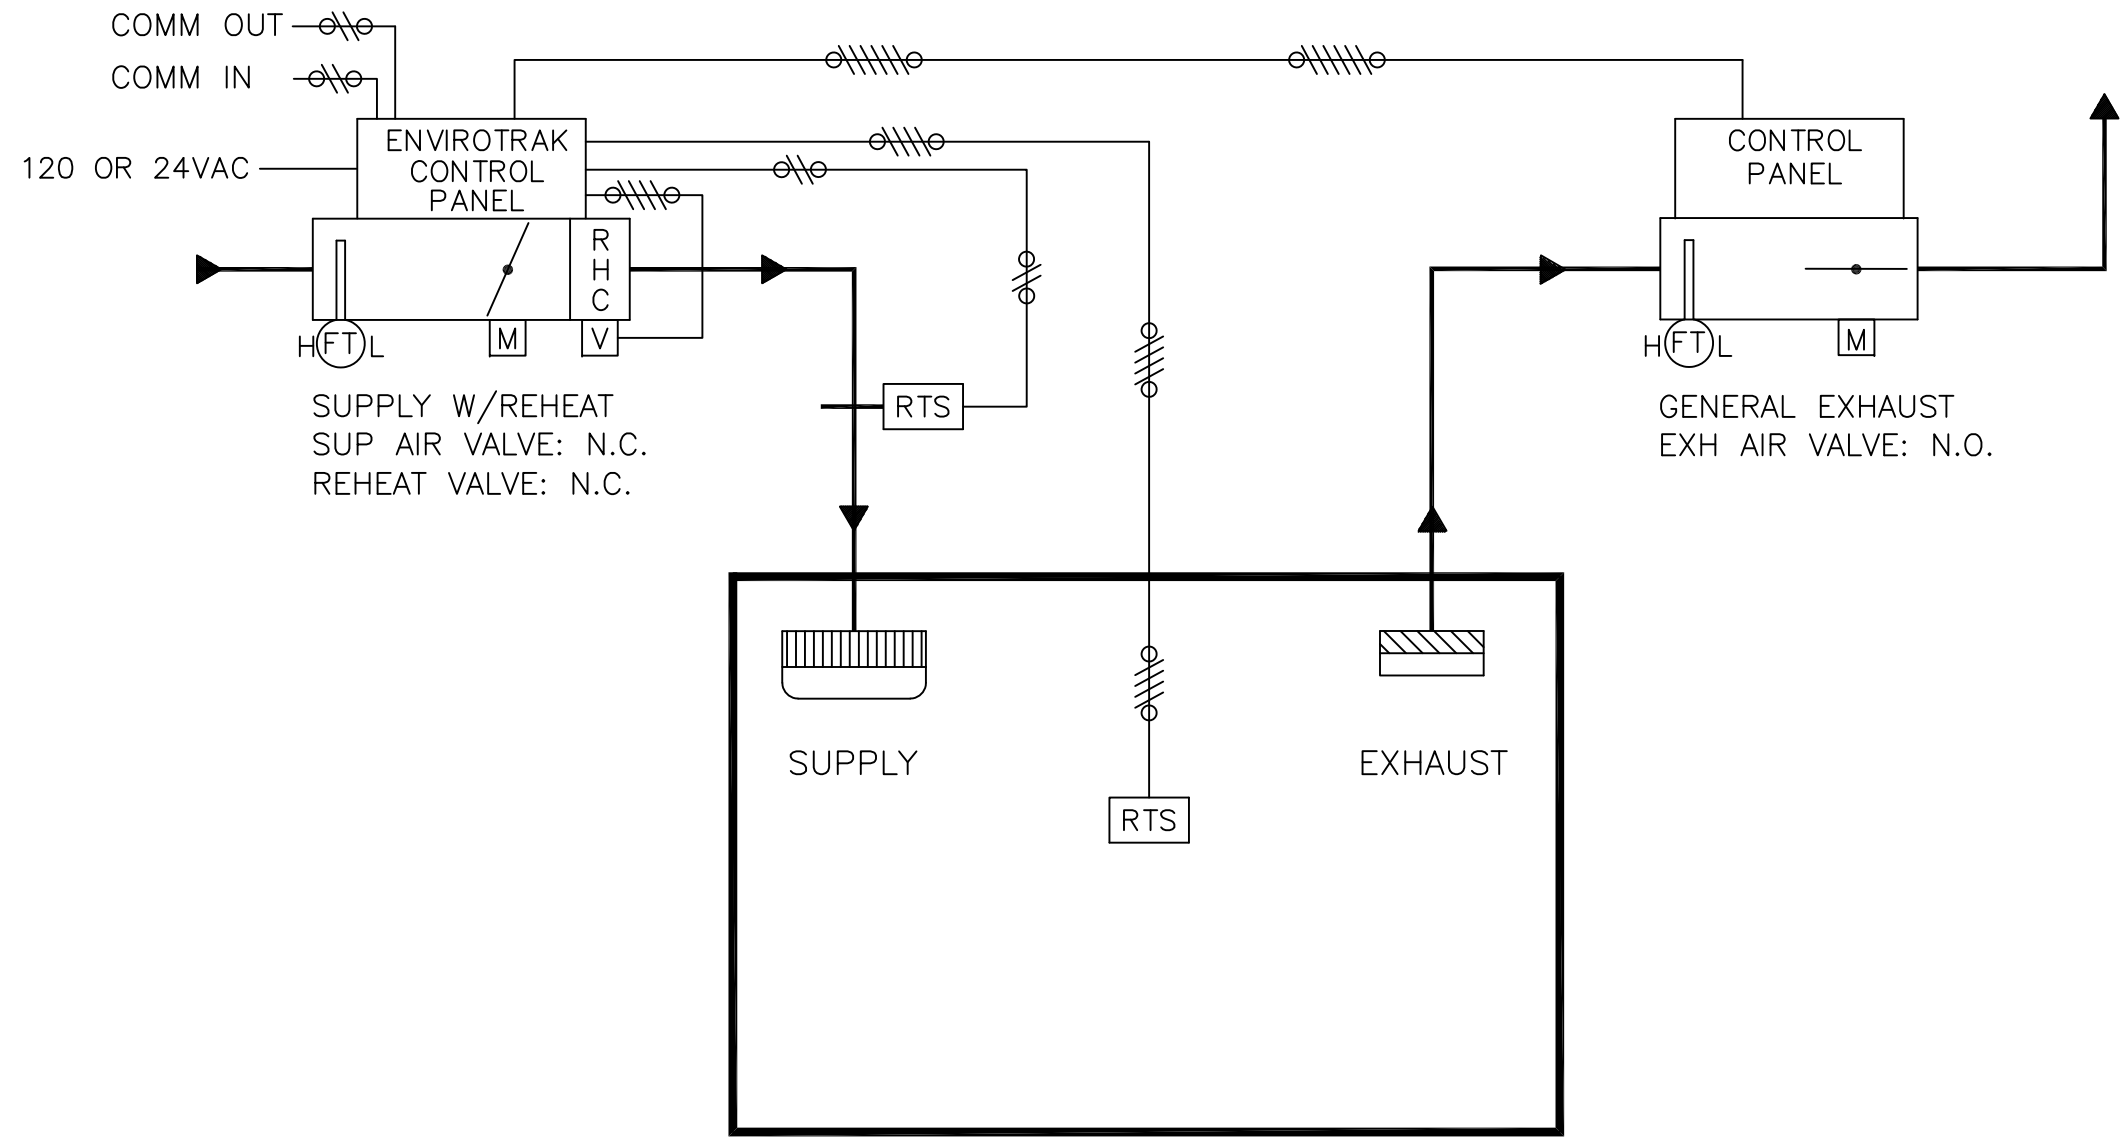 COMM OUT
COMM IN
120 OR 24VAC
ENVIROTRAK
CONTROL
PANEL
R
H
C
H FT L
M
V
SUPPLY W/REHEAT
SUP AIR VALVE: N.C.
REHEAT VALVE: N.C.
RTS
CONTROL
PANEL
H FT L
M
GENERAL EXHAUST
EXH AIR VALVE: N.O.
SUPPLY
EXHAUST
RTS